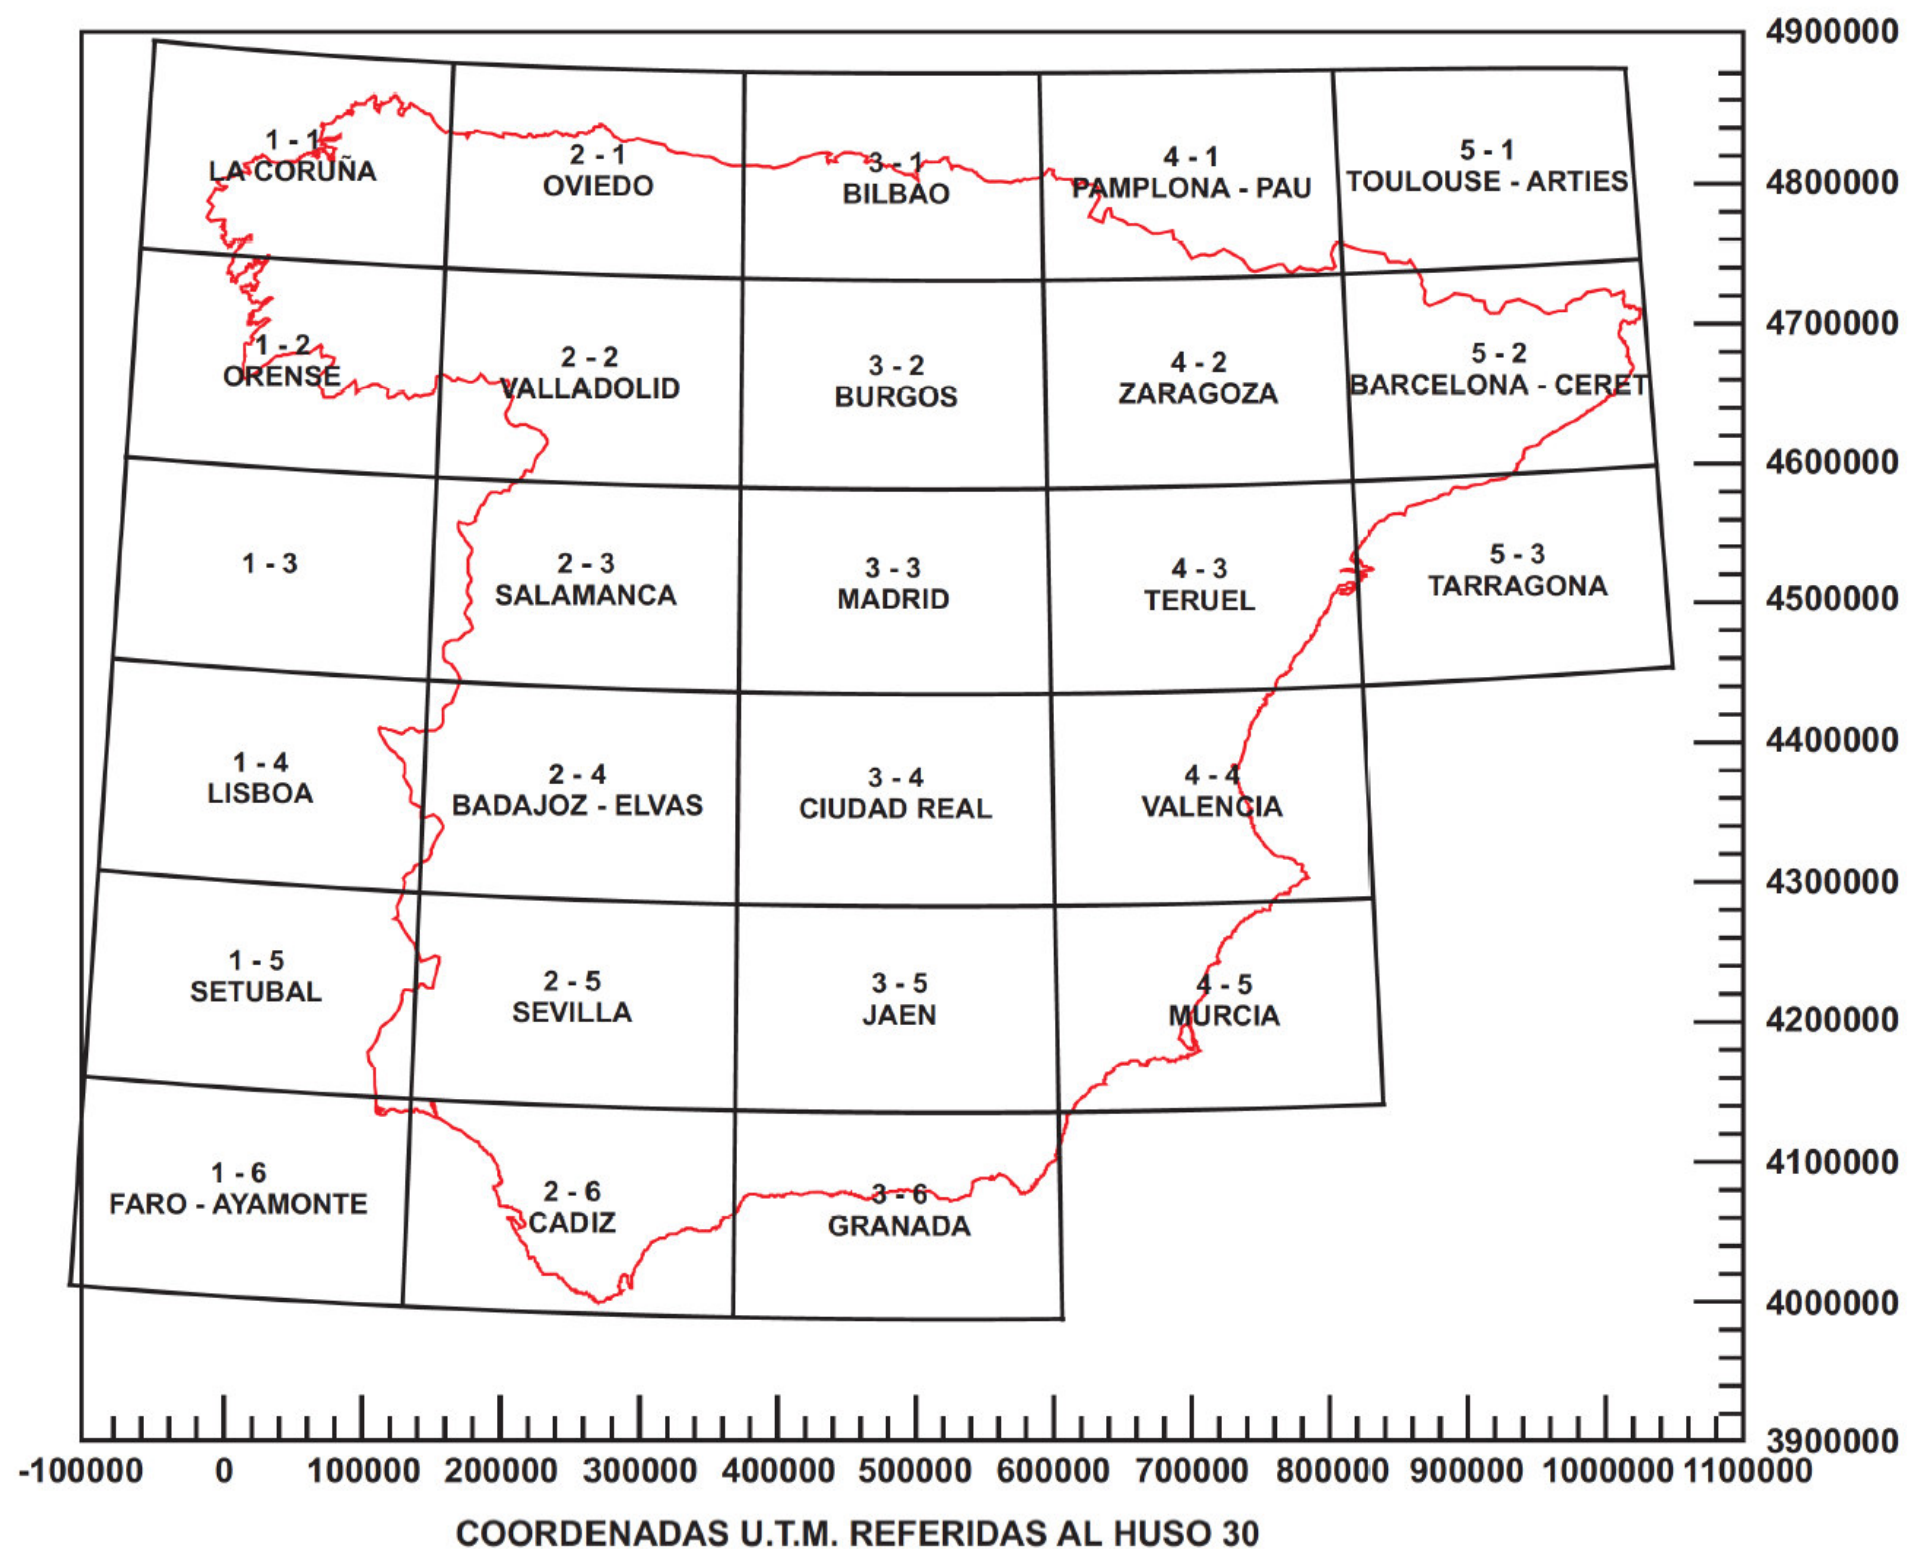 4900000
1 - 1
LA CORUÑA
2 - 1
OVIEDO
3 - 1
BILBAO
4 - 1
PAMPLONA - PAU
5 - 1
TOULOUSE - ARTIES
4800000
4700000
1 - 2
ORENSE
2 - 2
VALLADOLID
3 - 2
BURGOS
4 - 2
ZARAGOZA
5 - 2
BARCELONA - CERET
4600000
1 - 3
2 - 3
SALAMANCA
3 - 3
MADRID
4 - 3
TERUEL
5 - 3
TARRAGONA
4500000
4400000
1 - 4
LISBOA
2 - 4
BADAJOZ - ELVAS
3 - 4
CIUDAD REAL
4 - 4
VALENCIA
4300000
1 - 5
SETUBAL
2 - 5
SEVILLA
3 - 5
JAEN
4 - 5
MURCIA
4200000
4100000
1 - 6
FARO - AYAMONTE
2 - 6
CADIZ
3 - 6
GRANADA
4000000
3900000
-100000 0 100000 200000 300000 400000 500000 600000 700000 800000 900000 1000000 1100000
COORDENADAS U.T.M. REFERIDAS AL HUSO 30